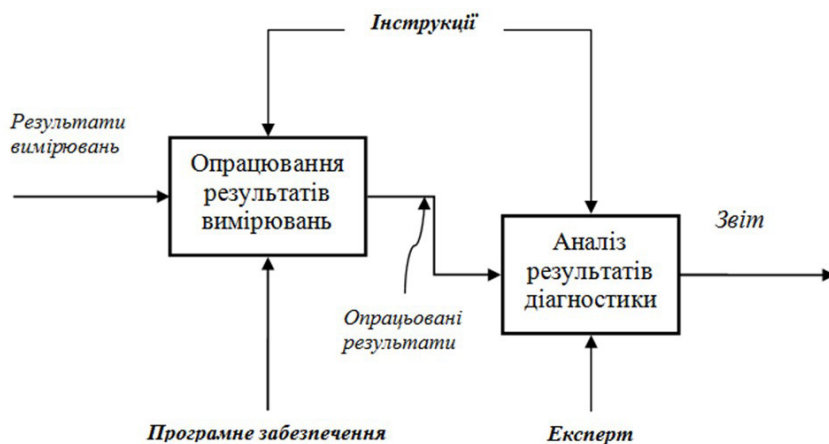 Інструкції
Результати
вимірювань
Опрацювання
результатів
вимірювань
Звіт
Аналіз
результатів
діагностики
Опрацьовані
результати
Програмне забезпечення
Експерт